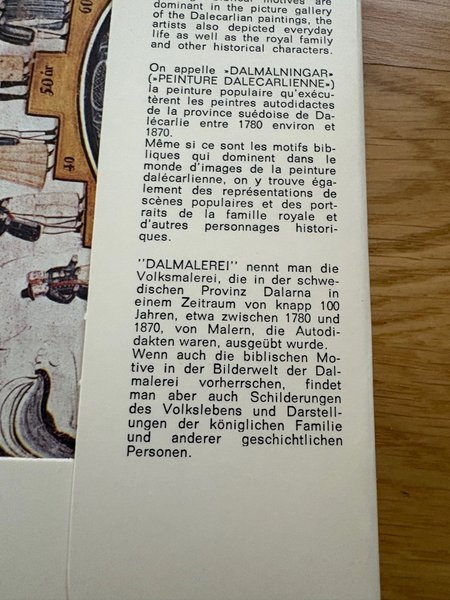 60
50 år
40
dominant in the picture gallery
of the Dalecarlian paintings, the
artists also depicted everyday
life as well as the royal family
and other historical characters.
On appelle »DALMÅLNINGAR»
(»PEINTURE DALECARLIENNE»)
la peinture populaire qu'exécu-
tèrent les peintres autodidactes
de la province suédoise de Da-
lécarlie entre 1780 environ et
1870.
Même si ce sont les motifs bib-
liques qui dominent dans le
monde d'images de la peinture
dalécarlienne, on y trouve éga-
lement des représentations de
scènes populaires et des port-
raits de la famille royale et
d'autres personnages histori-
ques.
"DALMALEREI" nennt man die
Volksmalerei, die in der schwe-
dischen Provinz Dalarna in
einem Zeitraum von knapp 100
Jahren, etwa zwischen 1780 und
1870, von Malern, die Autodi-
dakten waren, ausgeübt wurde.
Wenn auch die biblischen Mo-
tive in der Bilderwelt der Dal-
malerei vorherrschen, findet
man aber auch Schilderungen
des Volkslebens und Darstell-
ungen der königlichen Familie
und anderer geschichtlichen
Personen.